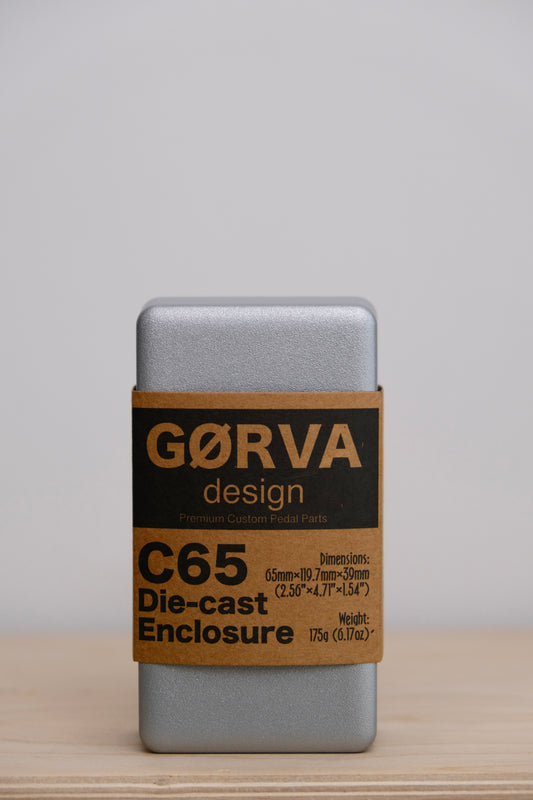 GØRVA
design
Premium Custom Pedal Parts
C65
Die-cast
Enclosure
Dimensions:
65mm×119.7mm×39mm
(2.56"×4.71"×1.54")
Weight:
175g (6.17oz)